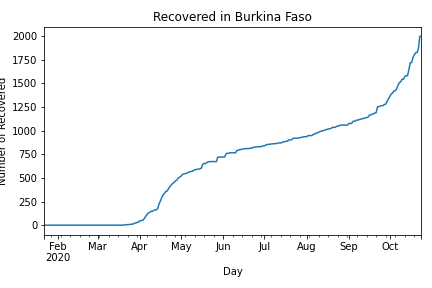 Recovered in Burkina Faso
Number of Recovered
2000
1750
1500
1250
1000
750
500
250
0
Feb Mar Apr May Jun Jul Aug Sep Oct
2020
Day